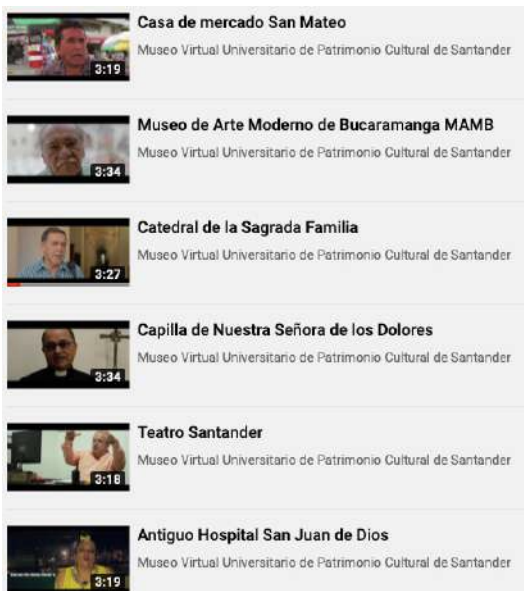 3:19
Casa de mercado San Mateo
Museo Virtual Universitario de Patrimonio Cultural de Santander
3:34
Museo de Arte Moderno de Bucaramanga MAMB
Museo Virtual Universitario de Patrimonio Cultural de Santander
3:27
Catedral de la Sagrada Familia
Museo Virtual Universitario de Patrimonio Cultural de Santander
3:34
Capilla de Nuestra Señora de los Dolores
Museo Virtual Universitario de Patrimonio Cultural de Santander
3:18
Teatro Santander
Museo Virtual Universitario de Patrimonio Cultural de Santander
3:19
Antiguo Hospital San Juan de Dios
Museo Virtual Universitario de Patrimonio Cultural de Santander